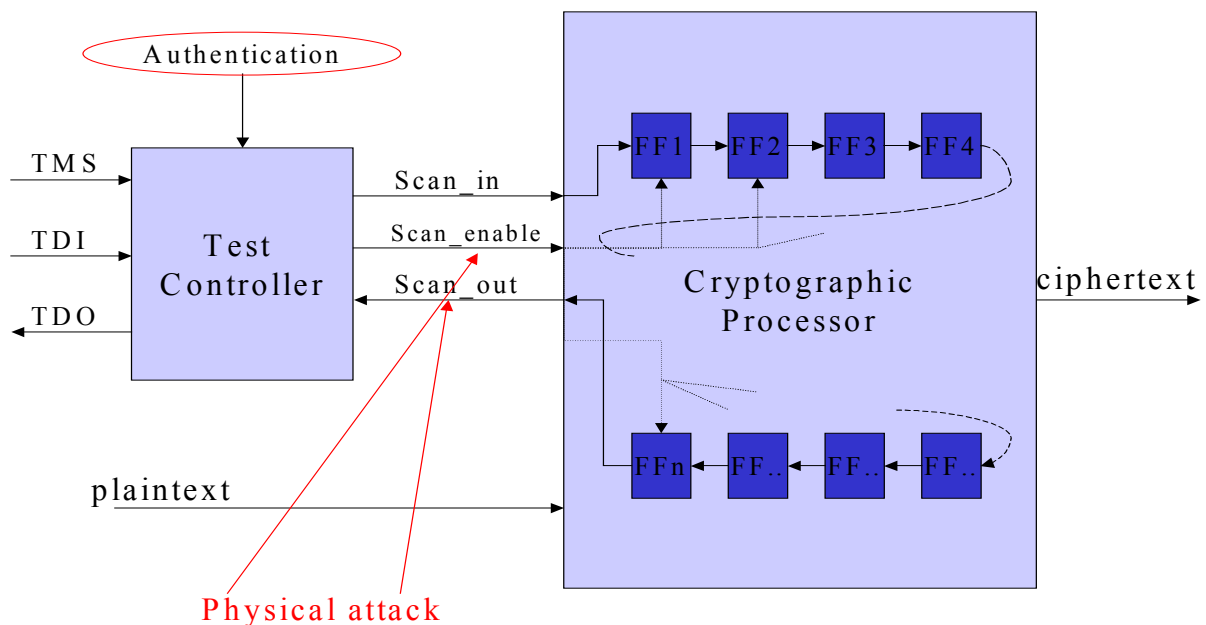 Authentication
TMS
TDI
TDO
Test
Controller
Scan_in
Scan_enable
Scan_out
FF1
FF2
FF3
FF4
Cryptographic
Processor
ciphertext
FFn
FF..
FF..
FF..
plaintext
Physical attack